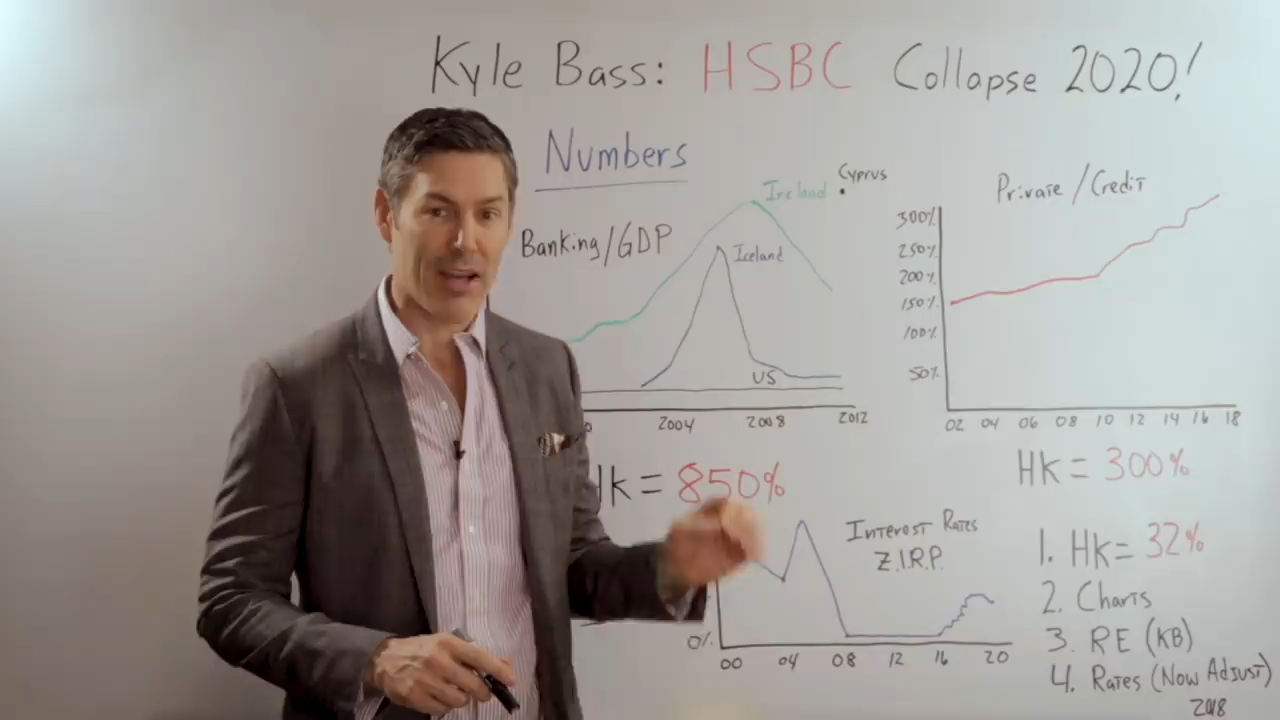 Kyle Bass: HSBC Collapse 2020!
Numbers
Banking/GDP
Ireland
Cyprus
Iceland
US
2004 2008 2012
HK = 850%
Private/Credit
300%
250%
200%
150%
100%
50%
02 04 06 08 10 12 14 16 18
HK = 300%
Interest Rates
Z.I.R.P.
0%
00 04 08 12 16 20
1. HK = 32%
2. Charts
3. RE (KB)
4. Rates (Now Adjust)
2018